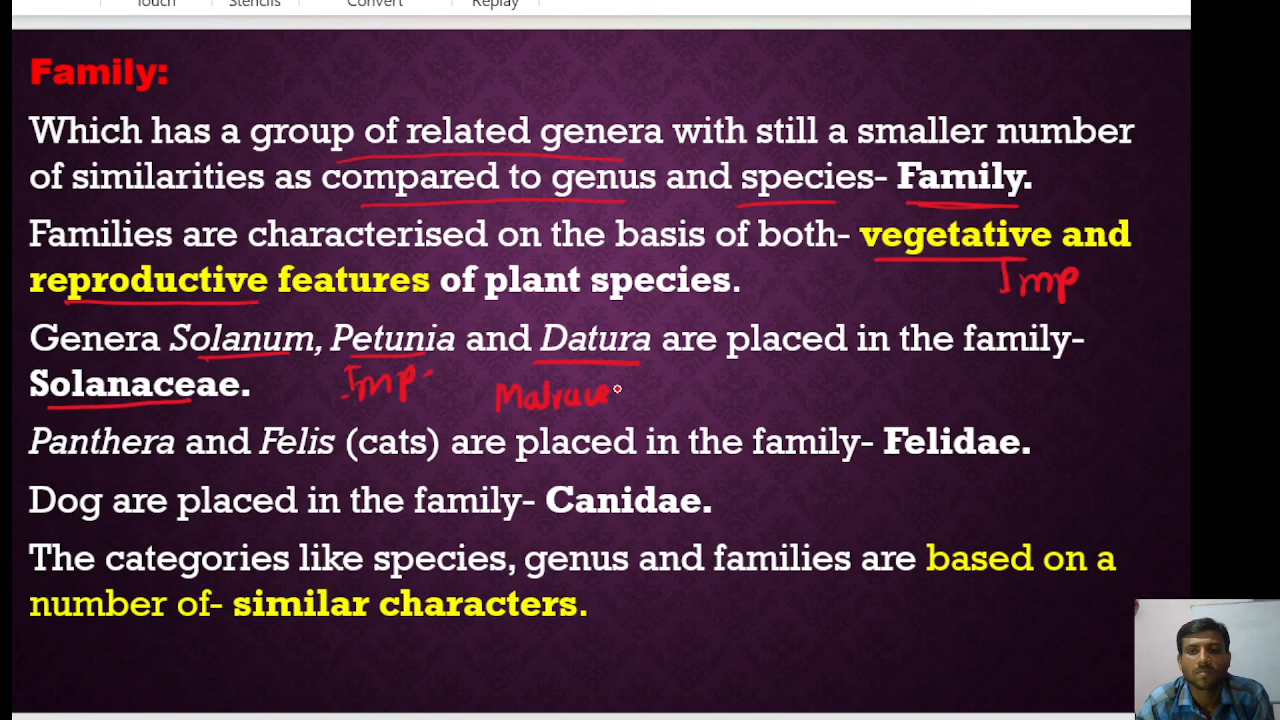 Touch Stencils Convert Replay
Family:
Which has a group of related genera with still a smaller number
of similarities as compared to genus and species- Family.
Families are characterised on the basis of both- vegetative and
reproductive features of plant species.
Imp
Genera Solanum, Petunia and Datura are placed in the family-
Solanaceae.
Imp.
Panthera and Felis (cats) are placed in the family- Felidae.
Dog are placed in the family- Canidae.
The categories like species, genus and families are based on a
number of- similar characters.